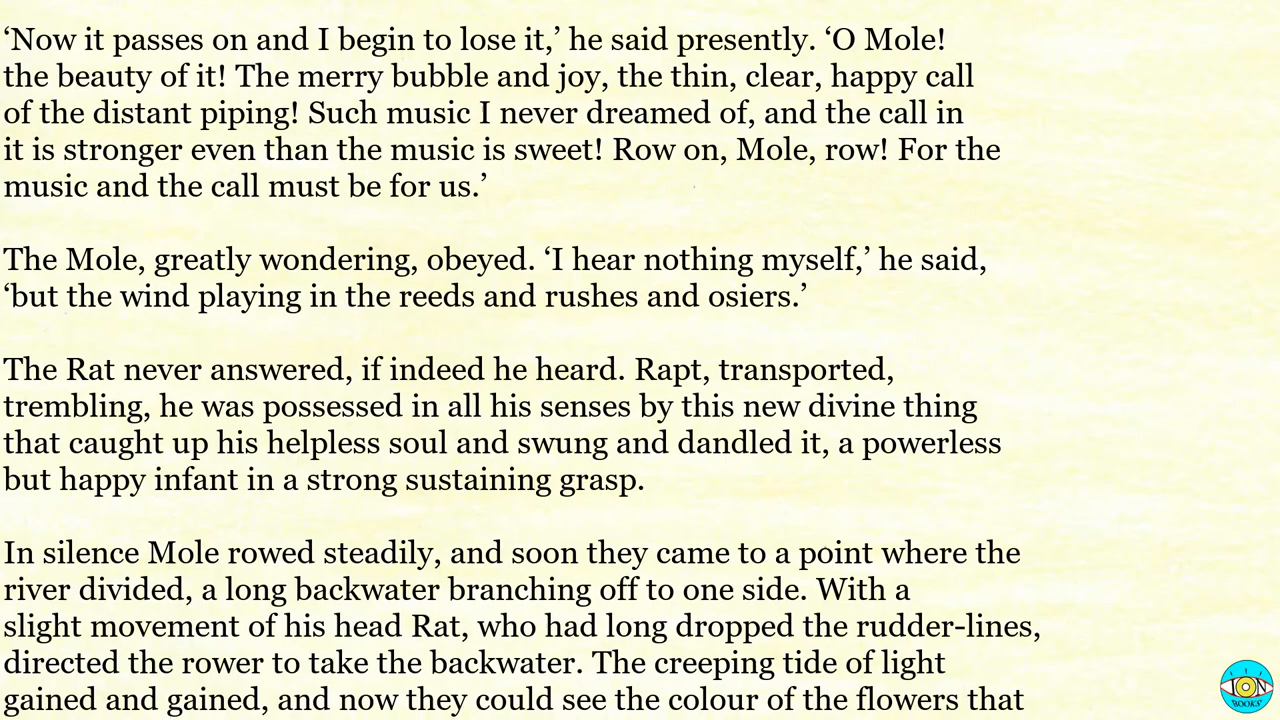 ‘Now it passes on and I begin to lose it,’ he said presently. ‘O Mole!
the beauty of it! The merry bubble and joy, the thin, clear, happy call
of the distant piping! Such music I never dreamed of, and the call in
it is stronger even than the music is sweet! Row on, Mole, row! For the
music and the call must be for us.’
The Mole, greatly wondering, obeyed. ‘I hear nothing myself,’ he said,
‘but the wind playing in the reeds and rushes and osiers.’
The Rat never answered, if indeed he heard. Rapt, transported,
trembling, he was possessed in all his senses by this new divine thing
that caught up his helpless soul and swung and dandled it, a powerless
but happy infant in a strong sustaining grasp.
In silence Mole rowed steadily, and soon they came to a point where the
river divided, a long backwater branching off to one side. With a
slight movement of his head Rat, who had long dropped the rudder-lines,
directed the rower to take the backwater. The creeping tide of light
gained and gained, and now they could see the colour of the flowers that
ION
BOOKS